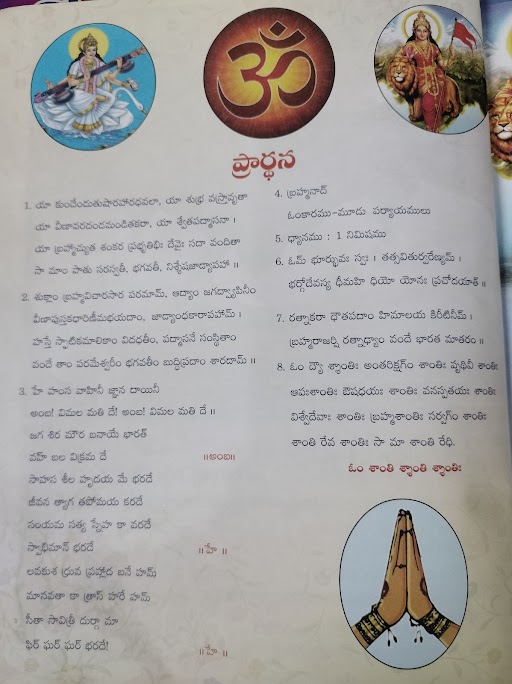 ప్రార్థన
1. యా కుందేందుతుషారహారధవలా, యా శుభ్ర వస్త్రావృతా
యా వీణావరదండమండితకరా, యా శ్వేతపద్మాసనా ।
యా బ్రహ్మాచ్యుత శంకర ప్రభృతిభిః దేవైః సదా వందితా
సా మాం పాతు సరస్వతీ, భగవతీ, నిశ్శేషజాడ్యాపహా ॥
2. శుక్లాం బ్రహ్మవిచారసార పరమామ్, ఆద్యాం జగద్వ్యాపినీం
వీణాపుస్తకధారిణీమభయదాం, జాడ్యాంధకారాపహామ్ ।
హస్తే స్ఫాటికమాలికాం విదధతీం, పద్మాసనే సంస్థితాం
వందే తాం పరమేశ్వరీం భగవతీం బుద్ధిప్రదాం శారదామ్ ॥
3. హే హంస వాహినీ జ్ఞాన దాయినీ
అంబ! విమల మతి దే! అంబ! విమల మతి దే ॥
జగ శిర మౌర బనాయే భారత్
వహ్ బల విక్రమ దే ॥అంబ॥
సాహస శీల హృదయ మే భరదే
జీవన త్యాగ తపోమయ కరదే
సంయమ సత్య స్నేహ కా వరదే
స్వాభిమాన్ భరదే ॥హే ॥
లవకుశ ధ్రువ ప్రహ్లాద బనే హమ్
మానవతా కా త్రాస్ హరే హమ్
సీతా సావిత్రీ దుర్గా మా
ఫిర్ ఘర్ ఘర్ భరదే! ॥హే ॥
4. బ్రహ్మనాద్
ఓంకారము-మూడు పర్యాయములు
5. ధ్యానము : 1 నిమిషము
6. ఓమ్ భూర్భువః స్వః । తత్సవితుర్వరేణ్యమ్ ।
భర్గోదేవస్య ధీమహి ధియో యోనః ప్రచోదయాత్ ॥
7. రత్నాకరా ధౌతపదాం హిమాలయ కిరీటినీమ్ ।
బ్రహ్మరాజర్షి రత్నాఢ్యాం వందే భారత మాతరం ॥
8. ఓం ద్యౌ శ్శాంతిః అంతరిక్షగ్ం శాంతిః పృథివీ శాంతిః
ఆపఃశాంతిః ఔషధయః శాంతిః వనస్పతయః శాంతిః
విశ్వేదేవాః శాంతిః బ్రహ్మశాంతిః సర్వగ్ం శాంతిః
శాంతి రేవ శాంతిః సా మా శాంతి రేధి.
ఓం శాంతి శ్శాంతి శ్శాంతిః